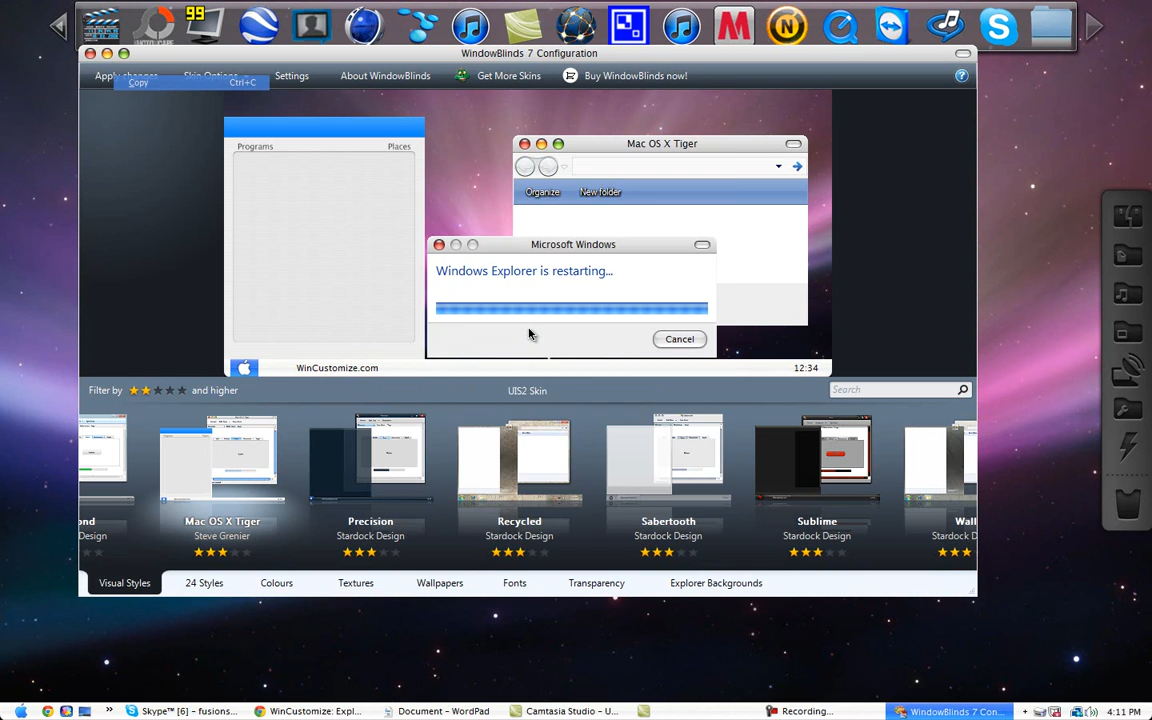 99
WindowBlinds 7 Confiuration
Apply changes
Skin Options
Settings
About WindowBlinds
Get More Skins
Buy WindowBlinds now!
?
Copy
Ctrl+C
Programs
Places
Mac OS X Tiger
Organize
New folder
Microsoft Windows
Windows Explorer is restarting...
Cancel
WinCustomize.com
12:34
Filter by
and higher
UIS2 Skin
Search
ond
Mac OS X Tiger
Precision
Recycled
Sabertooth
Sublime
Wall
Design
Steve Grenier
Stardock Design
Stardock Design
Stardock Design
Stardock Design
Stardock D
Visual Styles
24 Styles
Colours
Textures
Wallpapers
Fonts
Transparency
Explorer Backgrounds
Skype™ [6] – fusions...
WinCustomize: Expl...
Document - WordPad
Camtasia Studio - U...
Recording...
WindowBlinds 7 Con...
4:11 PM